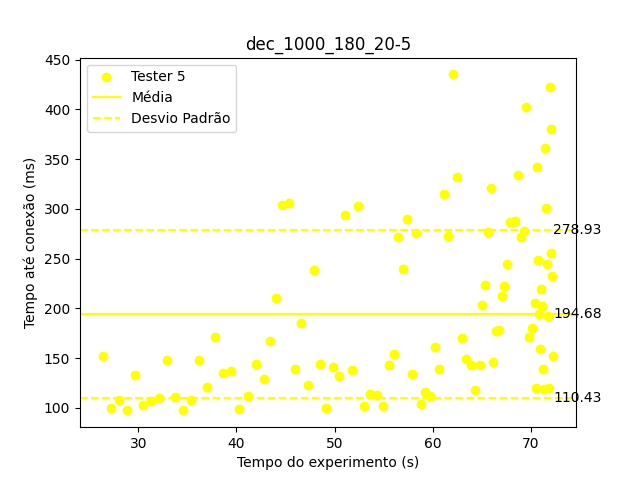 dec_1000_180_20-5
Tester 5
Média
Desvio Padrão
Tempo até conexão (ms)
450
400
350
300
250
200
150
100
278.93
194.68
110.43
30 40 50 60 70
Tempo do experimento (s)